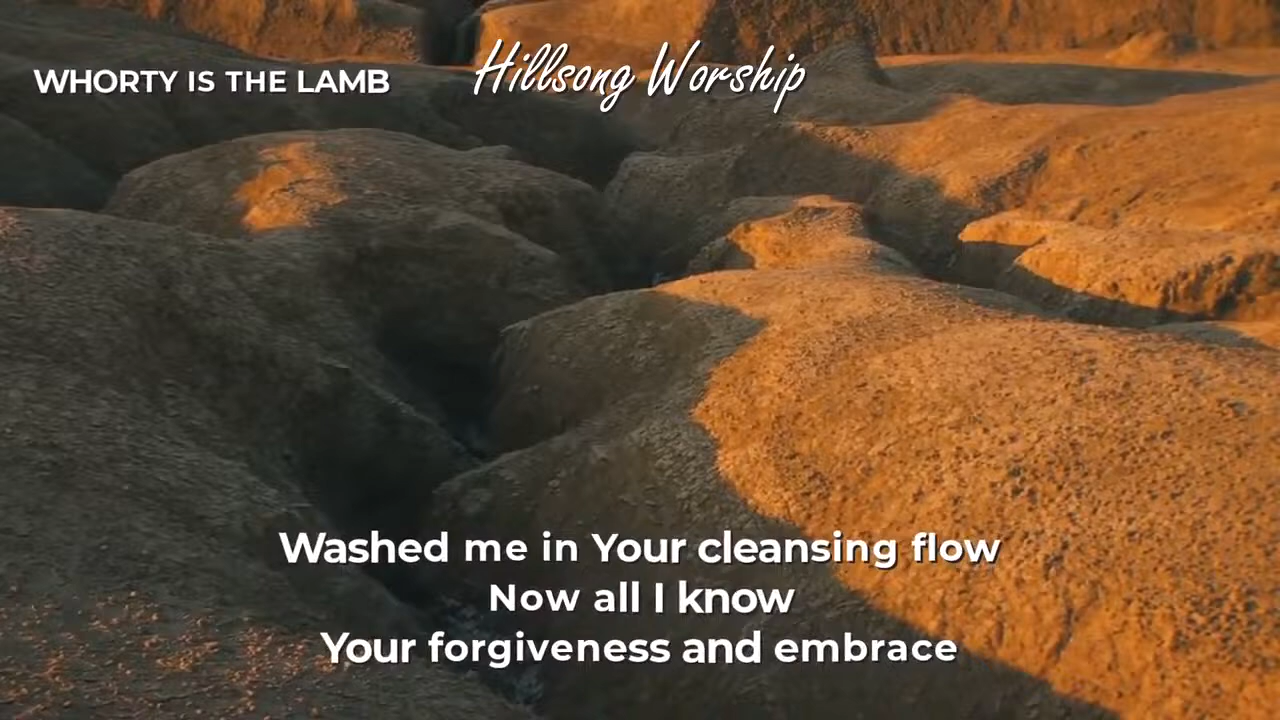 WHORTY IS THE LAMB
Hillsong Worship
Washed me in Your cleansing flow
Now all I know
Your forgiveness and embrace